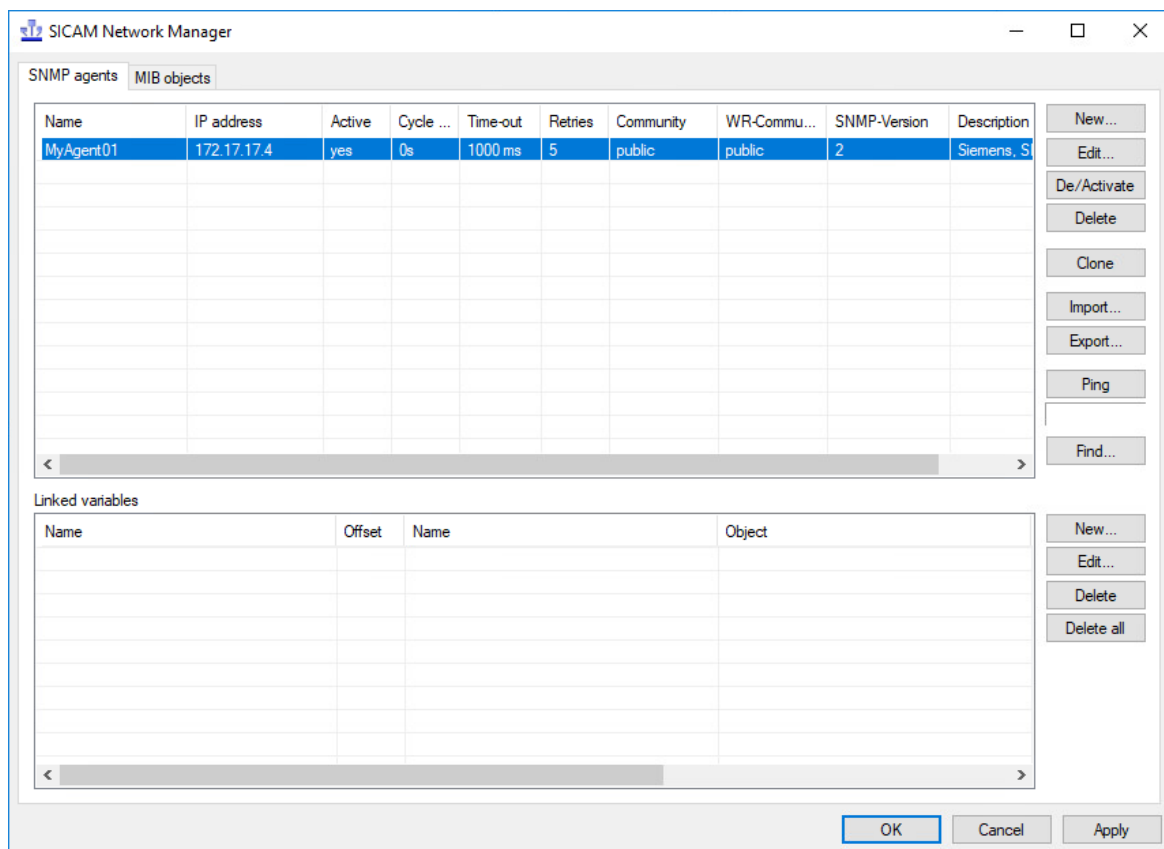 SICAM Network Manager
SNMP agents MIB objects
Name IP address Active Cycle ... Time-out Retries Community WR-Commu... SNMP-Version Description
MyAgent01 172.17.17.4 yes 0s 1000 ms 5 public public 2 Siemens, SI
New...
Edit...
De/Activate
Delete
Clone
Import...
Export...
Ping
Find...
Linked variables
Name Offset Name Object
New...
Edit...
Delete
Delete all
OK Cancel Apply